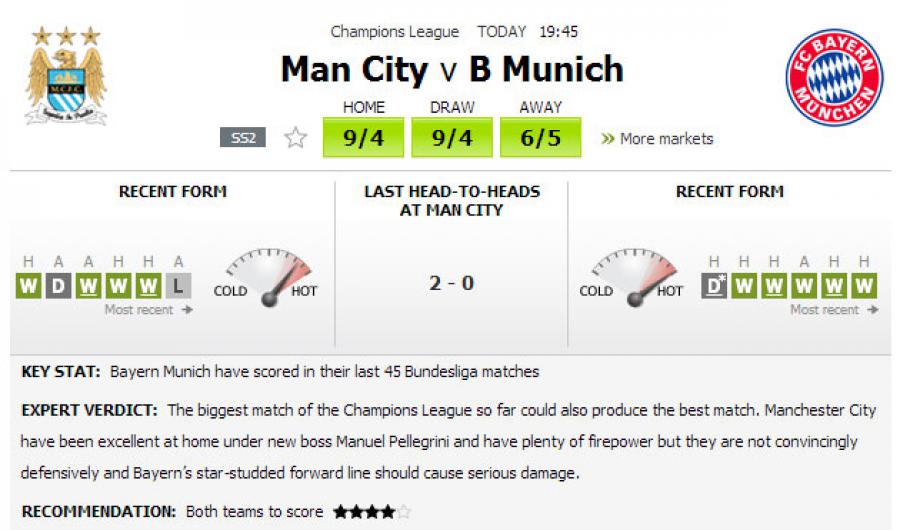 Champions League TODAY 19:45
Man City v B Munich
HOME DRAW AWAY
SS2 9/4 9/4 6/5 » More markets
M.C.F.C.
FC BAYERN
MÜNCHEN
RECENT FORM
LAST HEAD-TO-HEADS
AT MAN CITY
RECENT FORM
H A A H H A
W D W W W L
COLD HOT
Most recent →
2 - 0
COLD HOT
H H H A H H
D* W W W W W
Most recent →
KEY STAT: Bayern Munich have scored in their last 45 Bundesliga matches
EXPERT VERDICT: The biggest match of the Champions League so far could also produce the best match. Manchester City
have been excellent at home under new boss Manuel Pellegrini and have plenty of firepower but they are not convincingly
defensively and Bayern's star-studded forward line should cause serious damage.
RECOMMENDATION: Both teams to score ★★★★☆